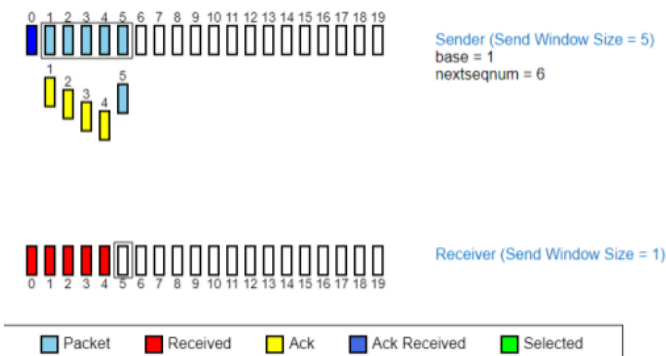 0 1 2 3 4 5 6 7 8 9 10 11 12 13 14 15 16 17 18 19
Sender (Send Window Size = 5)
base = 1
nextseqnum = 6
1
2
3
4
5
Receiver (Send Window Size = 1)
0 1 2 3 4 5 6 7 8 9 10 11 12 13 14 15 16 17 18 19
Packet Received Ack Ack Received Selected